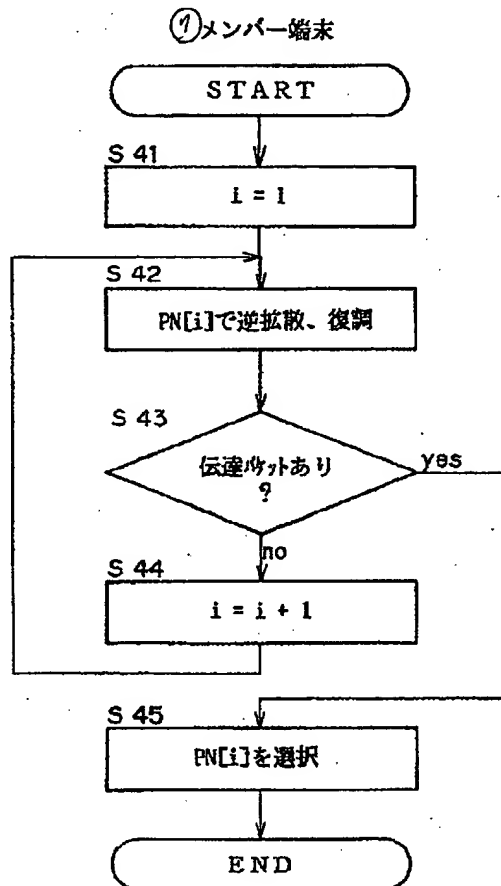 ⑦メンバー端末
START
S 41
i = 1
S 42
PN[i]で逆拡散、復調
S 43
伝達パケットあり
?
yes
no
S 44
i = i + 1
S 45
PN[i]を選択
END